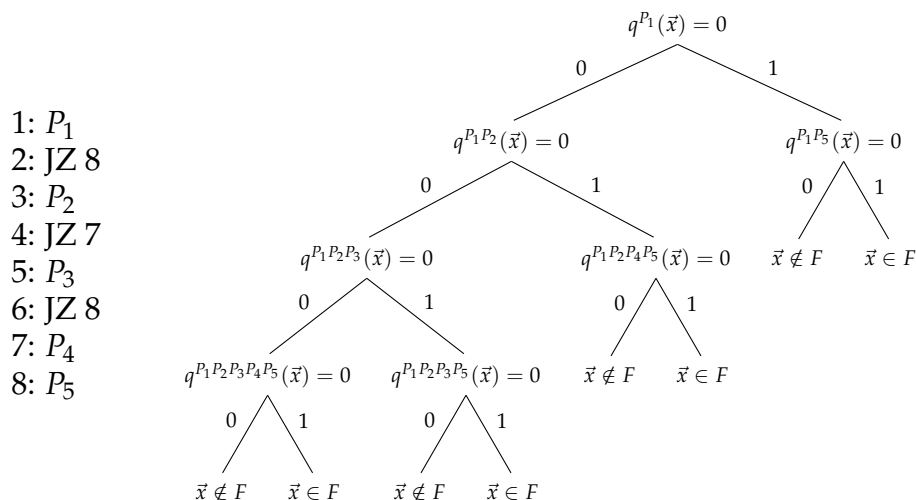 1: P₁
2: JZ 8
3: P₂
4: JZ 7
5: P₃
6: JZ 8
7: P₄
8: P₅
q^{P₁}(x⃗) = 0
0 1
q^{P₁P₂}(x⃗) = 0 q^{P₁P₅}(x⃗) = 0
0 1 0 1
q^{P₁P₂P₃}(x⃗) = 0 q^{P₁P₂P₄P₅}(x⃗) = 0 x⃗ ∉ F x⃗ ∈ F
0 1 0 1
q^{P₁P₂P₃P₄P₅}(x⃗) = 0 q^{P₁P₂P₃P₅}(x⃗) = 0 x⃗ ∉ F x⃗ ∈ F
0 1 0 1
x⃗ ∉ F x⃗ ∈ F x⃗ ∉ F x⃗ ∈ F